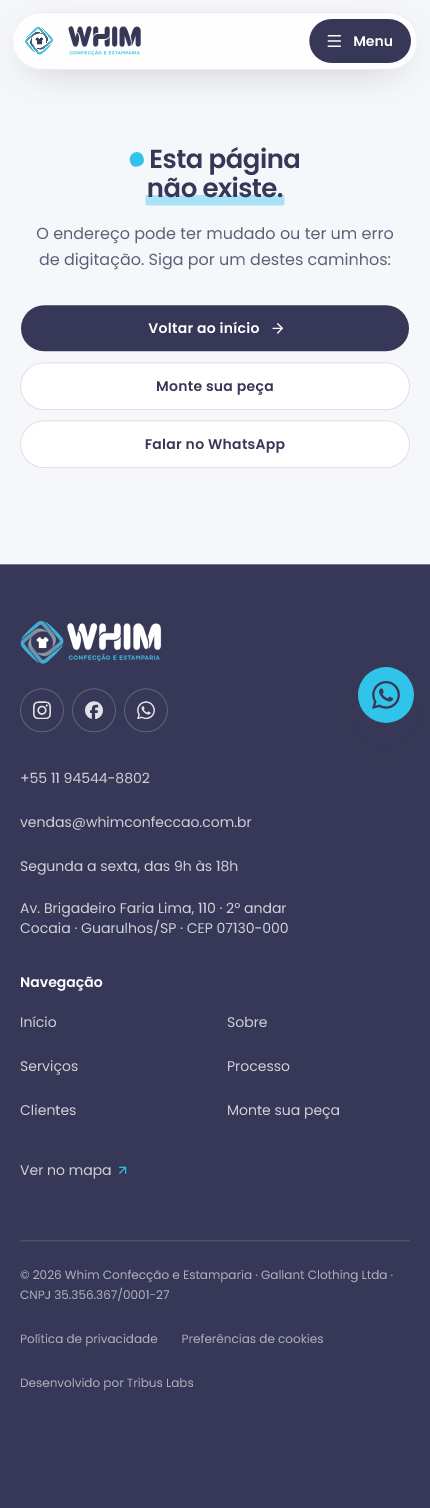 WHIM
CONFECÇÃO E ESTAMPARIA
Menu
Esta página
não existe.
O endereço pode ter mudado ou ter um erro
de digitação. Siga por um destes caminhos:
Voltar ao início
Monte sua peça
Falar no WhatsApp
WHIM
CONFECÇÃO E ESTAMPARIA
+55 11 94544-8802
vendas@whimconfeccao.com.br
Segunda a sexta, das 9h às 18h
Av. Brigadeiro Faria Lima, 110 · 2º andar
Cocaia · Guarulhos/SP · CEP 07130-000
Navegação
Início Sobre
Serviços Processo
Clientes Monte sua peça
Ver no mapa
© 2026 Whim Confecção e Estamparia · Gallant Clothing Ltda ·
CNPJ 35.356.367/0001-27
Política de privacidade Preferências de cookies
Desenvolvido por Tribus Labs